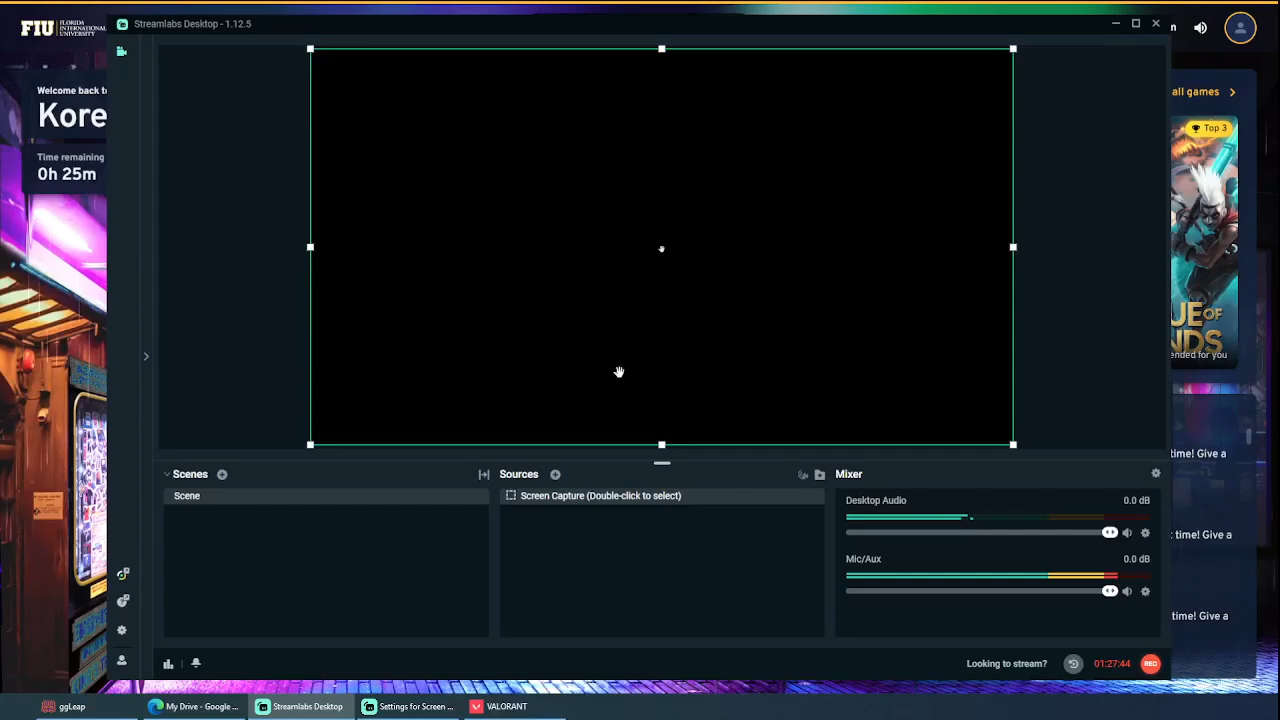 FIU FLORIDA
INTERNATIONAL
UNIVERSITY
Streamlabs Desktop - 1.12.5
Welcome back to
Kore
Time remaining
0h 25m
all games
Top 3
UE OF
NDS
ended for you
time! Give a
t time! Give a
time! Give a
Scenes
Scene
Sources
Screen Capture (Double-click to select)
Mixer
Desktop Audio 0.0 dB
Mic/Aux 0.0 dB
Looking to stream?
01:27:44
REC
ggLeap
My Drive - Google ...
Streamlabs Desktop
Settings for Screen ...
VALORANT